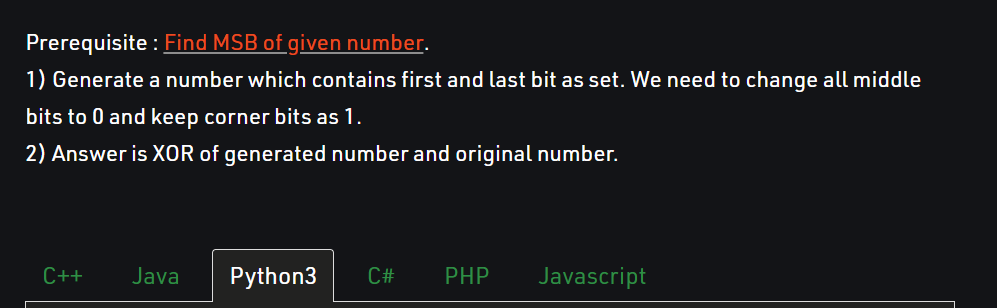 Prerequisite : Find MSB of given number.
1) Generate a number which contains first and last bit as set. We need to change all middle
bits to 0 and keep corner bits as 1.
2) Answer is XOR of generated number and original number.
C++ Java Python3 C# PHP Javascript